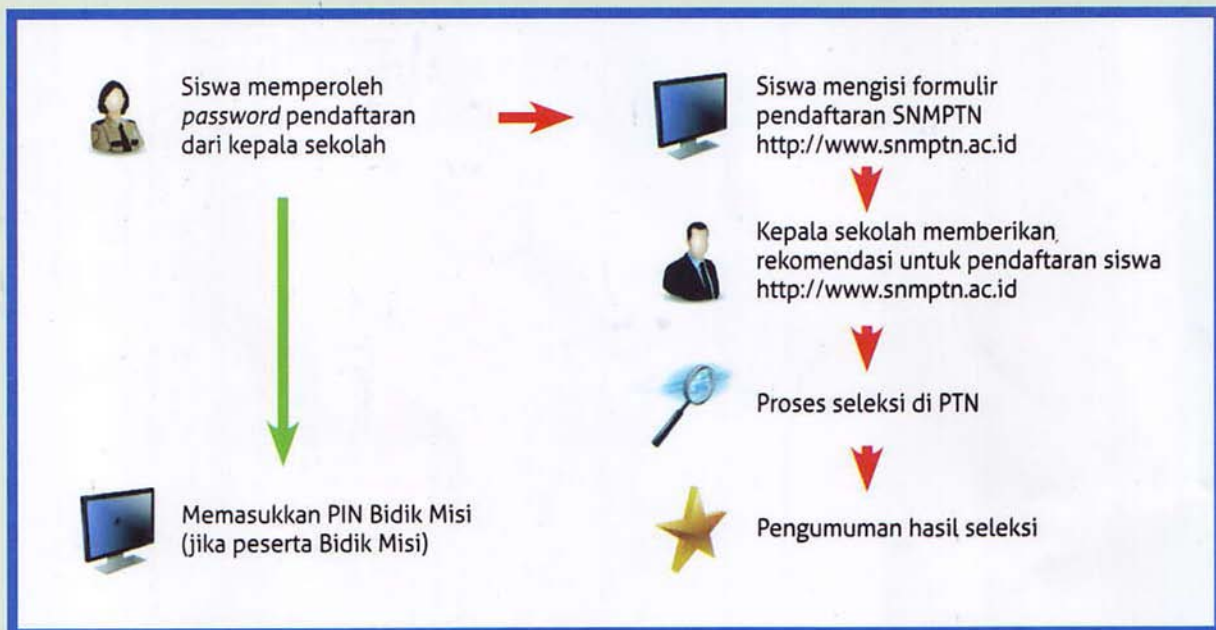 Siswa memperoleh
password pendaftaran
dari kepala sekolah
Siswa mengisi formulir
pendaftaran SNMPTN
http://www.snmptn.ac.id
Kepala sekolah memberikan,
rekomendasi untuk pendaftaran siswa
http://www.snmptn.ac.id
Proses seleksi di PTN
Pengumuman hasil seleksi
Memasukkan PIN Bidik Misi
(jika peserta Bidik Misi)